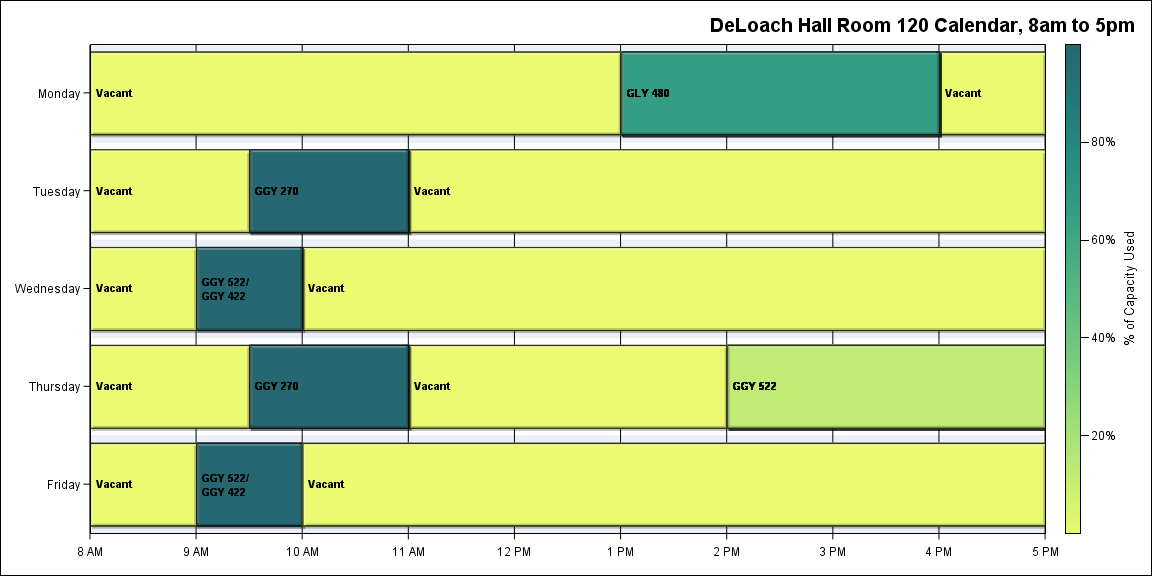 DeLoach Hall Room 120 Calendar, 8am to 5pm
Monday
Vacant
GLY 480
Vacant
Tuesday
Vacant
GGY 270
Vacant
Wednesday
Vacant
GGY 522/
GGY 422
Vacant
Thursday
Vacant
GGY 270
Vacant
GGY 522
Friday
Vacant
GGY 522/
GGY 422
Vacant
8 AM
9 AM
10 AM
11 AM
12 PM
1 PM
2 PM
3 PM
4 PM
5 PM
80%
60%
40%
20%
% of Capacity Used